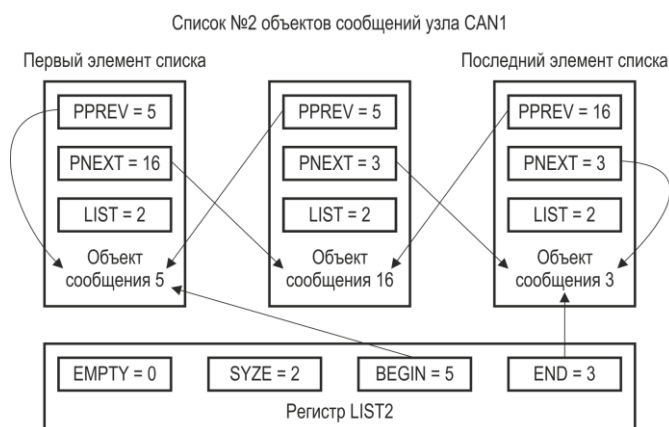 Список №2 объектов сообщений узла CAN1
Первый элемент списка
Последний элемент списка
PPREV = 5
PNEXT = 16
LIST = 2
Объект
сообщения 5
PPREV = 5
PNEXT = 3
LIST = 2
Объект
сообщения 16
PPREV = 16
PNEXT = 3
LIST = 2
Объект
сообщения 3
EMPTY = 0
SYZE = 2
BEGIN = 5
END = 3
Регистр LIST2